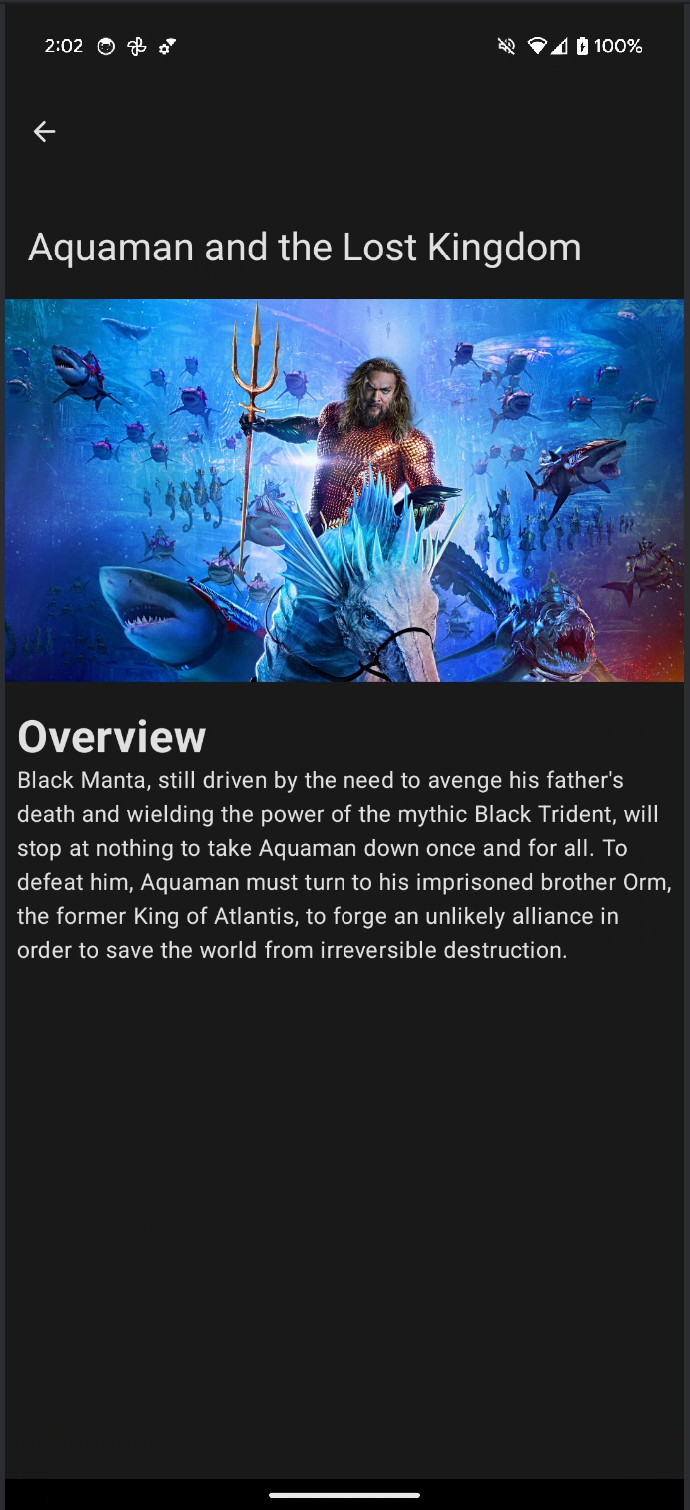 2:02 100%
Aquaman and the Lost Kingdom
Overview
Black Manta, still driven by the need to avenge his father's
death and wielding the power of the mythic Black Trident, will
stop at nothing to take Aquaman down once and for all. To
defeat him, Aquaman must turn to his imprisoned brother Orm,
the former King of Atlantis, to forge an unlikely alliance in
order to save the world from irreversible destruction.